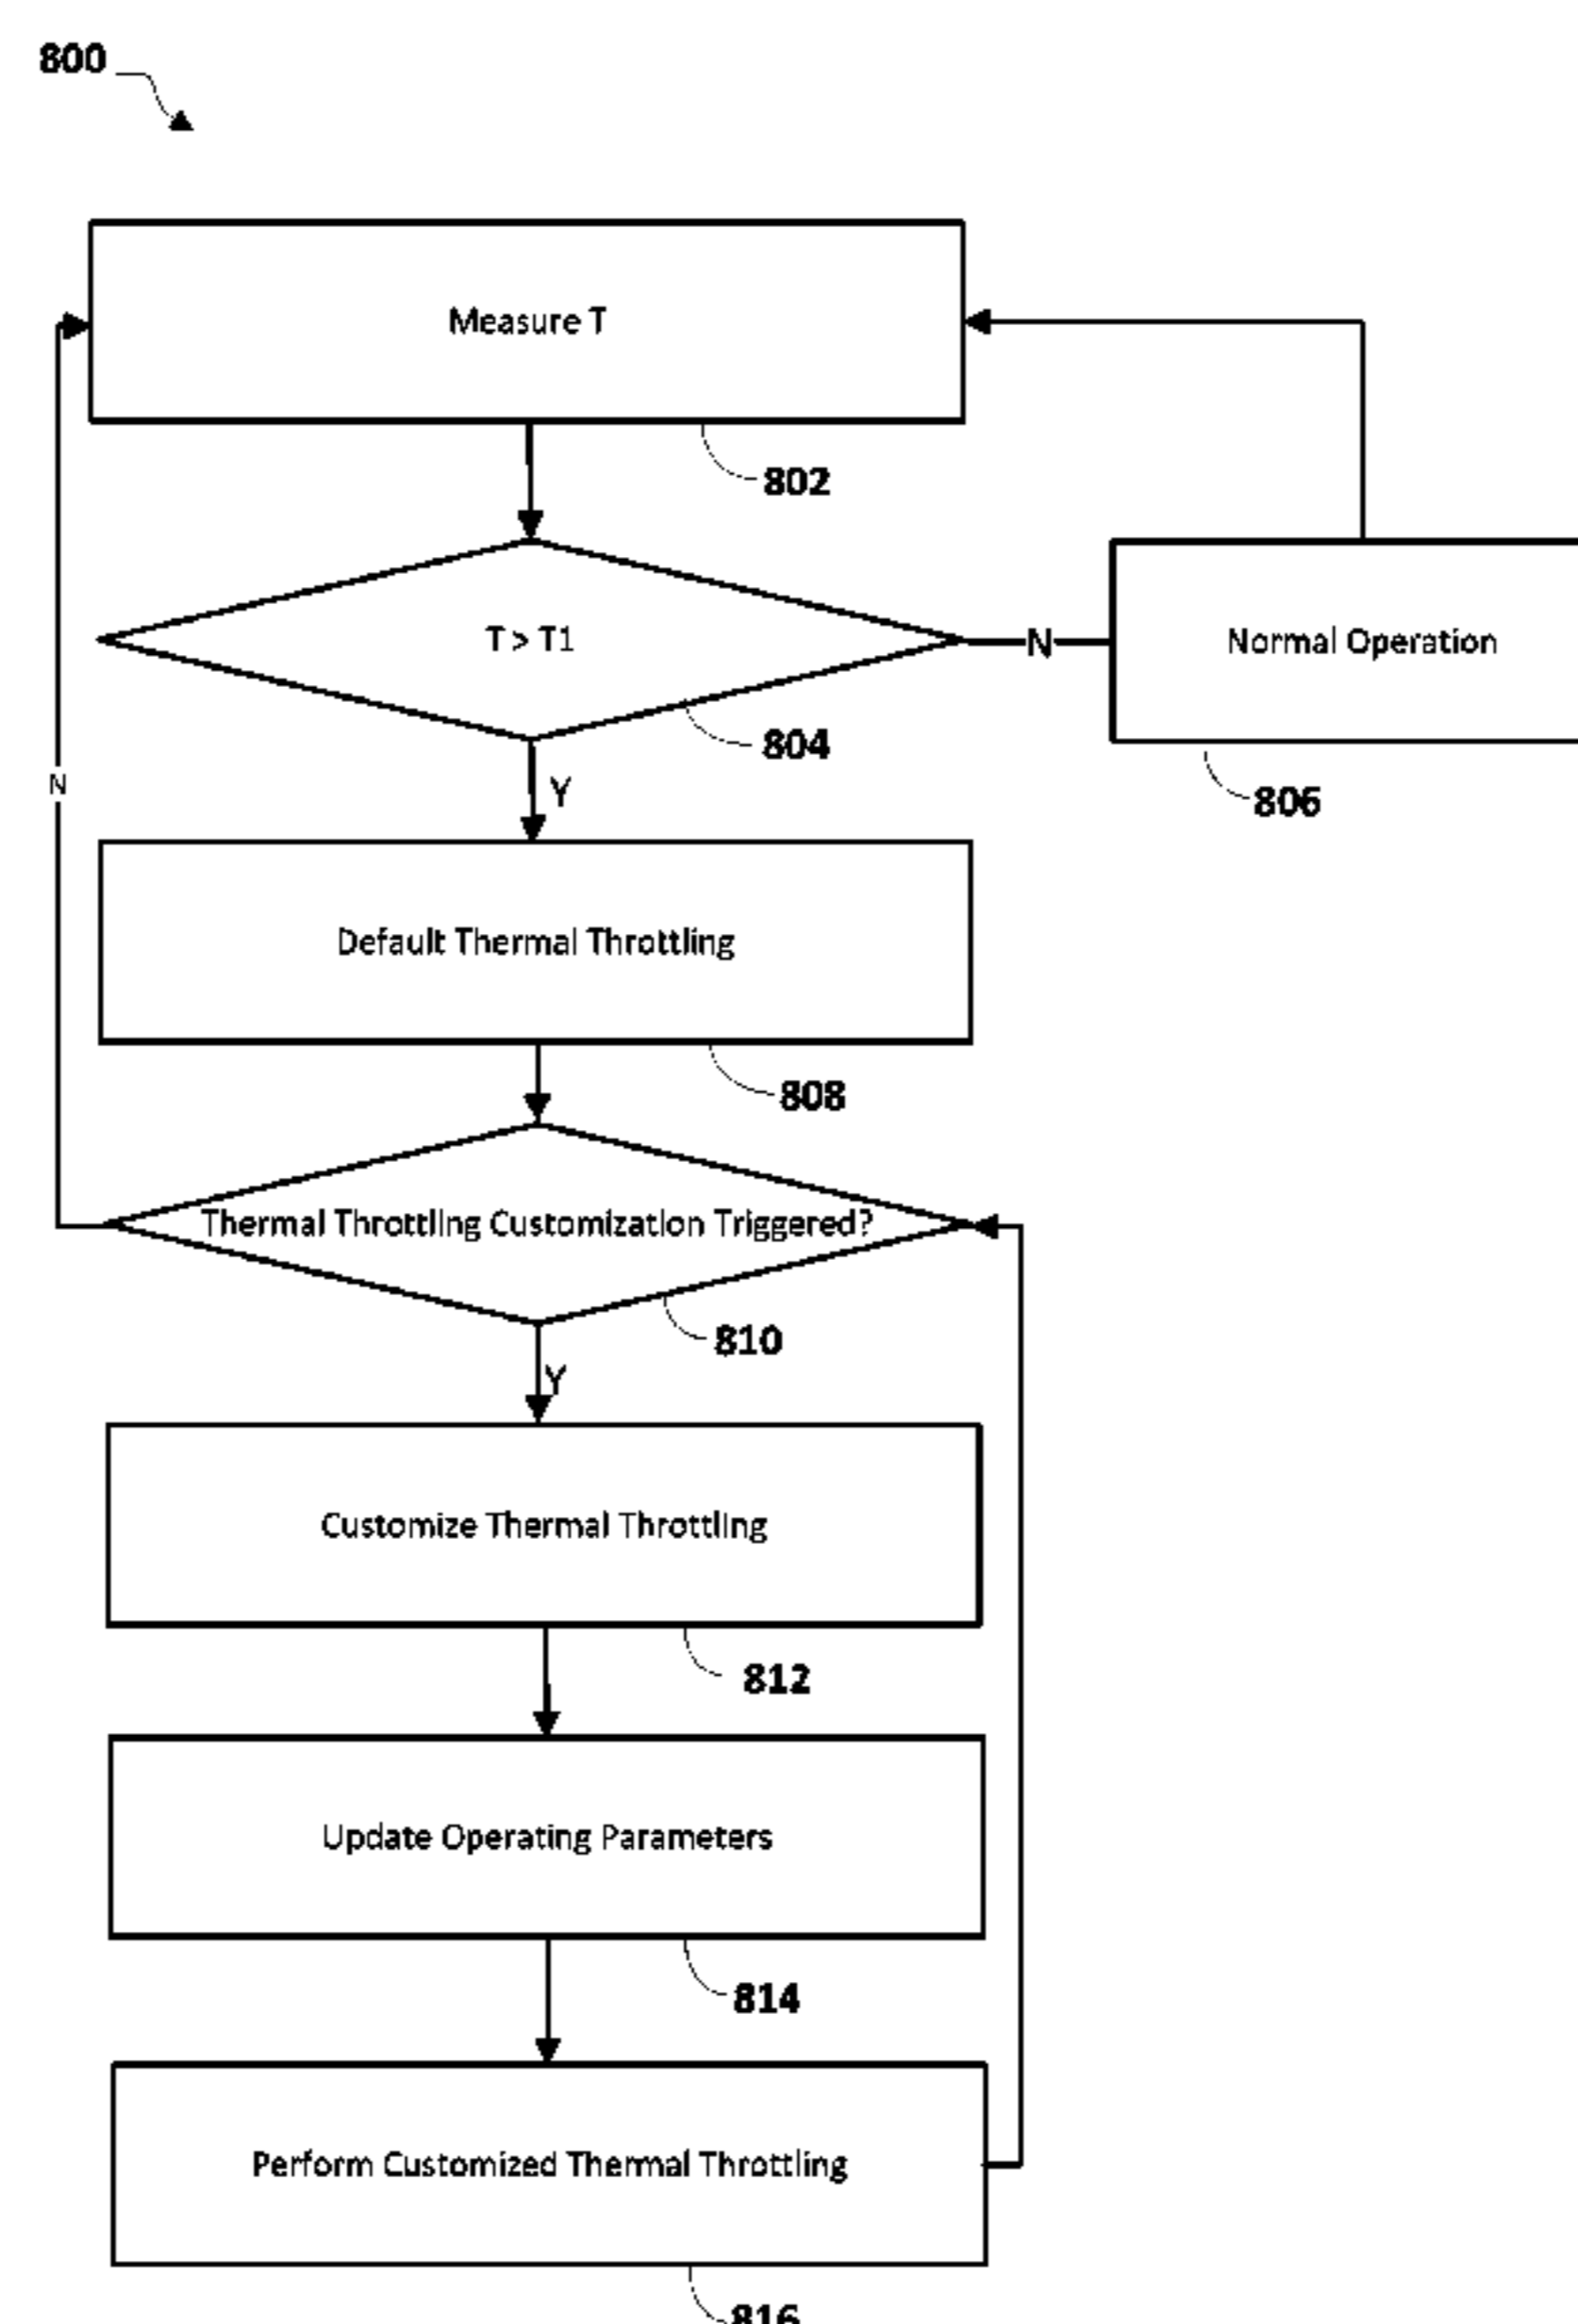 800
Measure T
802
T > T1
N
Normal Operation
804
N
Y
806
Default Thermal Throttling
808
Thermal Throttling Customization Triggered?
810
Y
Customize Thermal Throttling
812
Update Operating Parameters
814
Perform Customized Thermal Throttling
816